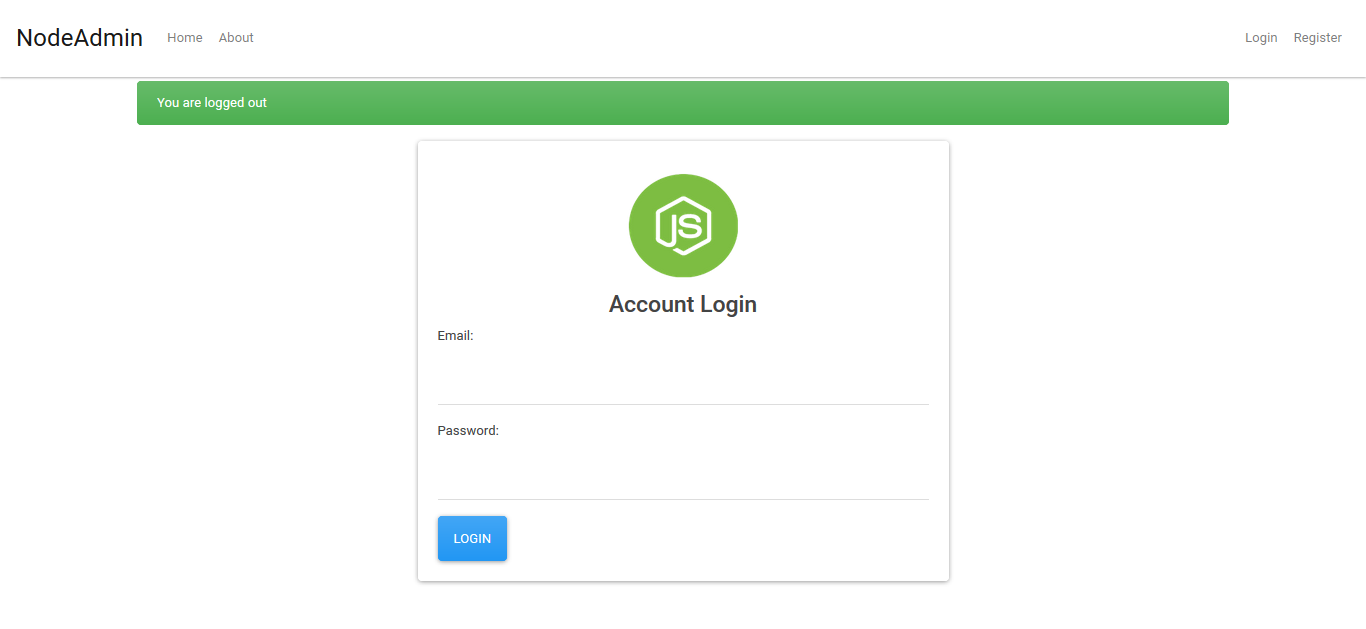 NodeAdmin Home About Login Register
You are logged out
JS
Account Login
Email:
Password:
LOGIN